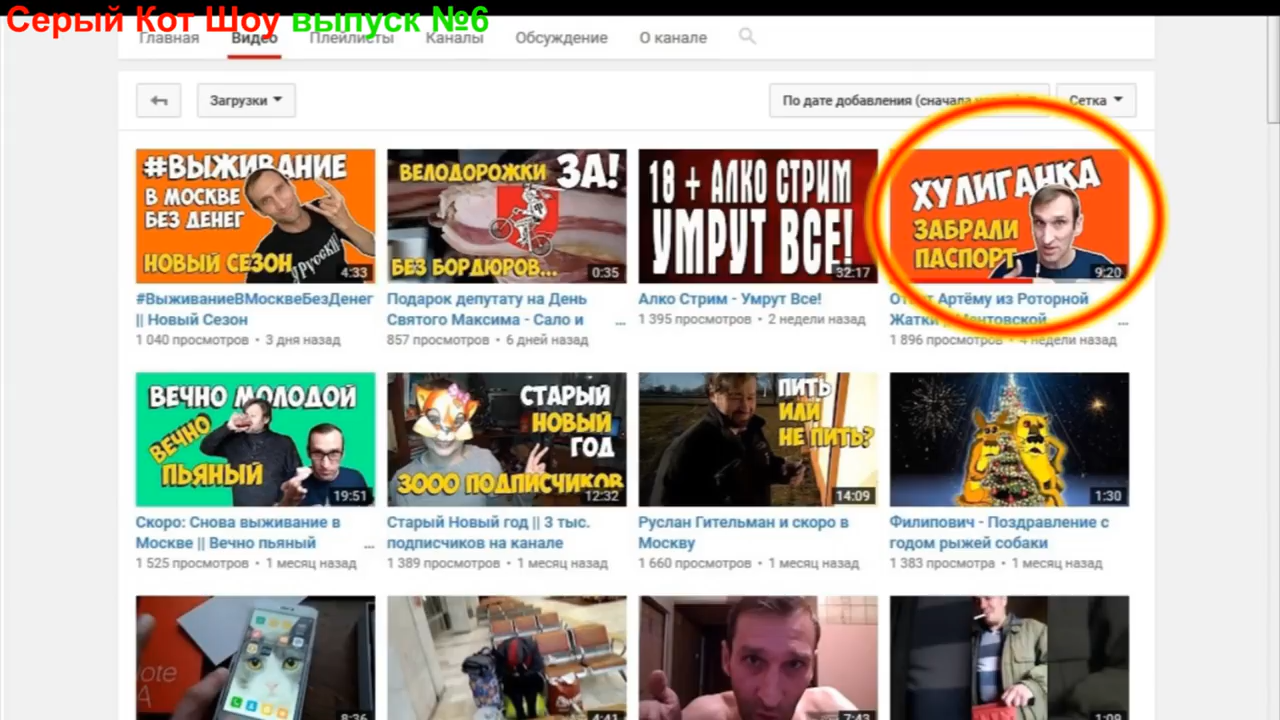 Серый Кот Шоу выпуск №6
Главная Видео Плейлисты Каналы Обсуждение О канале
Загрузки
По дате добавления (сначала
Сетка
#ВЫЖИВАНИЕ
В МОСКВЕ
БЕЗ ДЕНЕГ
НОВЫЙ СЕЗОН
4:33
ВЕЛОДОРОЖКИ ЗА!
БЕЗ БОРДЮРОВ...
0:35
18 + АЛКО СТРИМ
УМРУТ ВСЕ!
32:17
ХУЛИГАНКА
ЗАБРАЛИ
ПАСПОРТ
9:20
#ВыживаниеВМосквеБезДенег
|| Новый Сезон
1 040 просмотров • 3 дня назад
Подарок депутату на День
Святого Максима - Сало и ...
857 просмотров • 6 дней назад
Алко Стрим - Умрут Все!
1 395 просмотров • 2 недели назад
Ответ Артёму из Роторной
Жатки Ментовской ...
1 896 просмотров • 4 недели назад
ВЕЧНО МОЛОДОЙ
ВЕЧНО
ПЬЯНЫЙ
19:51
СТАРЫЙ
НОВЫЙ
ГОД
3000 ПОДПИСЧИКОВ
12:32
ПИТЬ
ИЛИ
НЕ ПИТЬ?
14:09
1:30
Скоро: Снова выживание в
Москве || Вечно пьяный ...
1 525 просмотров • 1 месяц назад
Старый Новый год || 3 тыс.
подписчиков на канале
1 389 просмотров • 1 месяц назад
Руслан Гительман и скоро в
Москву
1 660 просмотров • 1 месяц назад
Филипович - Поздравление с
годом рыжей собаки
1 383 просмотра • 1 месяц назад
8:36
4:41
7:43
1:09